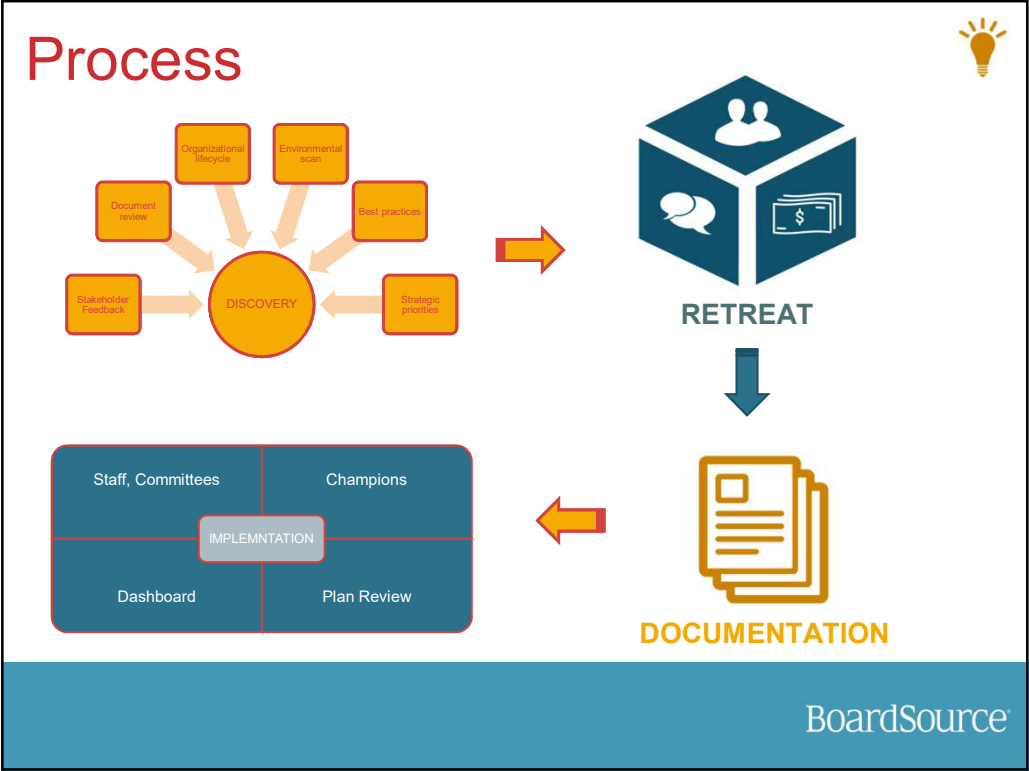 Process
Organizational
lifecycle
Environmental
scan
Document
review
Best practices
Stakeholder
Feedback
DISCOVERY
Strategic
priorities
$
RETREAT
Staff, Committees
Champions
IMPLEMNTATION
Dashboard
Plan Review
DOCUMENTATION
BoardSource